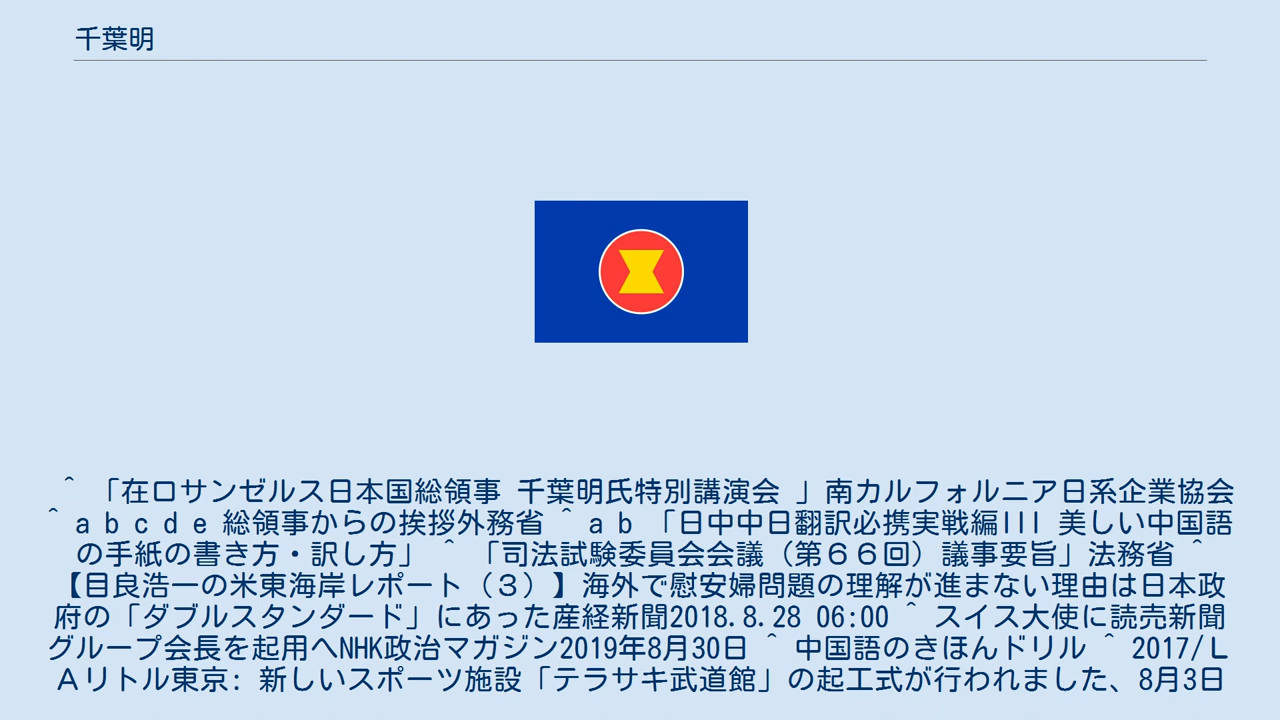 千葉明
^ 「在ロサンゼルス日本国総領事 千葉明氏特別講演会 」南カルフォルニア日系企業協会
^ a b c d e 総領事からの挨拶外務省 ^ a b 「日中中日翻訳必携実戦編III 美しい中国語
の手紙の書き方・訳し方」 ^ 「司法試験委員会会議（第６６回）議事要旨」法務省 ^
【目良浩一の米東海岸レポート（３）】海外で慰安婦問題の理解が進まない理由は日本政
府の「ダブルスタンダード」にあった産経新聞2018.8.28 06:00 ^ スイス大使に読売新聞
グループ会長を起用へNHK政治マガジン2019年8月30日 ^ 中国語のきほんドリル ^ 2017/Ｌ
Ａリトル東京: 新しいスポーツ施設「テラサキ武道館」の起工式が行われました、8月3日